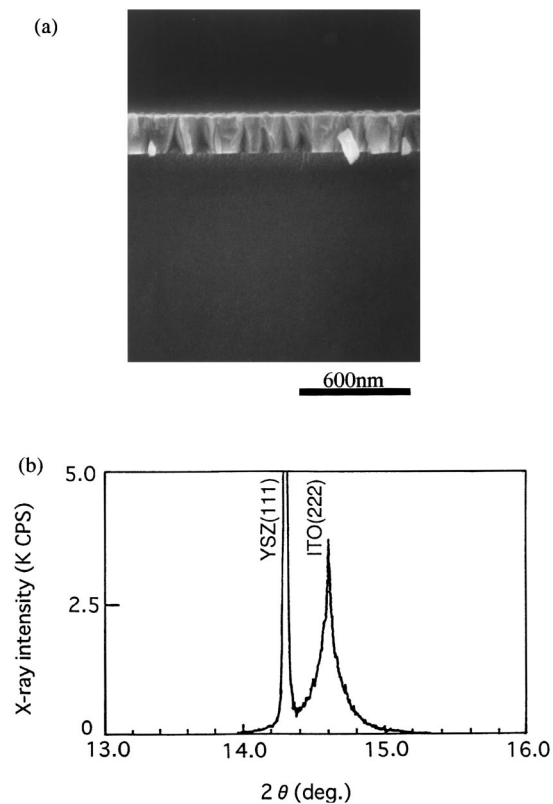 (a)
600nm
(b)
X-ray intensity (K CPS)
5.0
2.5
0
YSZ(111)
ITO(222)
13.0 14.0 15.0 16.0
2 θ (deg.)